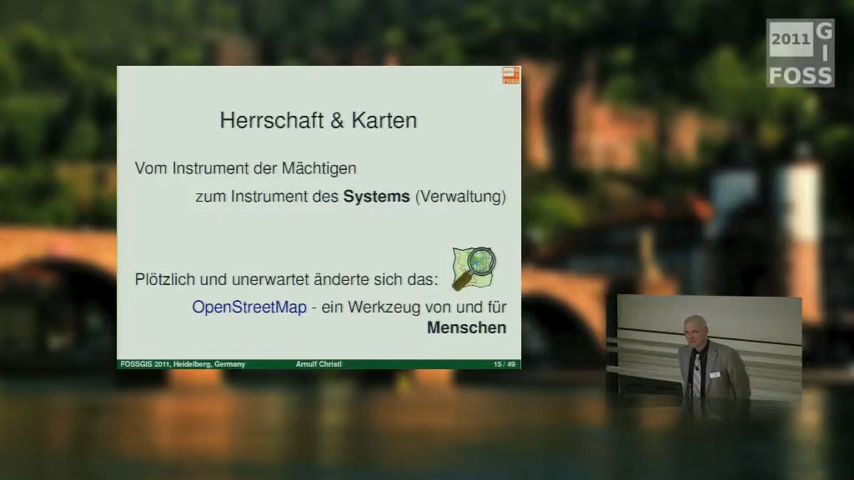 2011 GIS
FOSS
Herrschaft & Karten
Vom Instrument der Mächtigen
zum Instrument des Systems (Verwaltung)
Plötzlich und unerwartet änderte sich das:
OpenStreetMap - ein Werkzeug von und für
Menschen
FOSSGIS 2011, Heidelberg, Germany Arnulf Christl 15 / 49